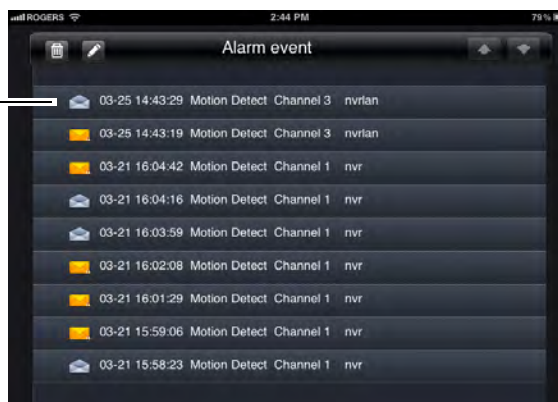 ROGERS 2:44 PM 79%
Alarm event
03-25 14:43:29 Motion Detect Channel 3 nvrlan
03-25 14:43:19 Motion Detect Channel 3 nvrlan
03-21 16:04:42 Motion Detect Channel 1 nvr
03-21 16:04:16 Motion Detect Channel 1 nvr
03-21 16:03:59 Motion Detect Channel 1 nvr
03-21 16:02:08 Motion Detect Channel 1 nvr
03-21 16:01:29 Motion Detect Channel 1 nvr
03-21 15:59:06 Motion Detect Channel 1 nvr
03-21 15:58:23 Motion Detect Channel 1 nvr